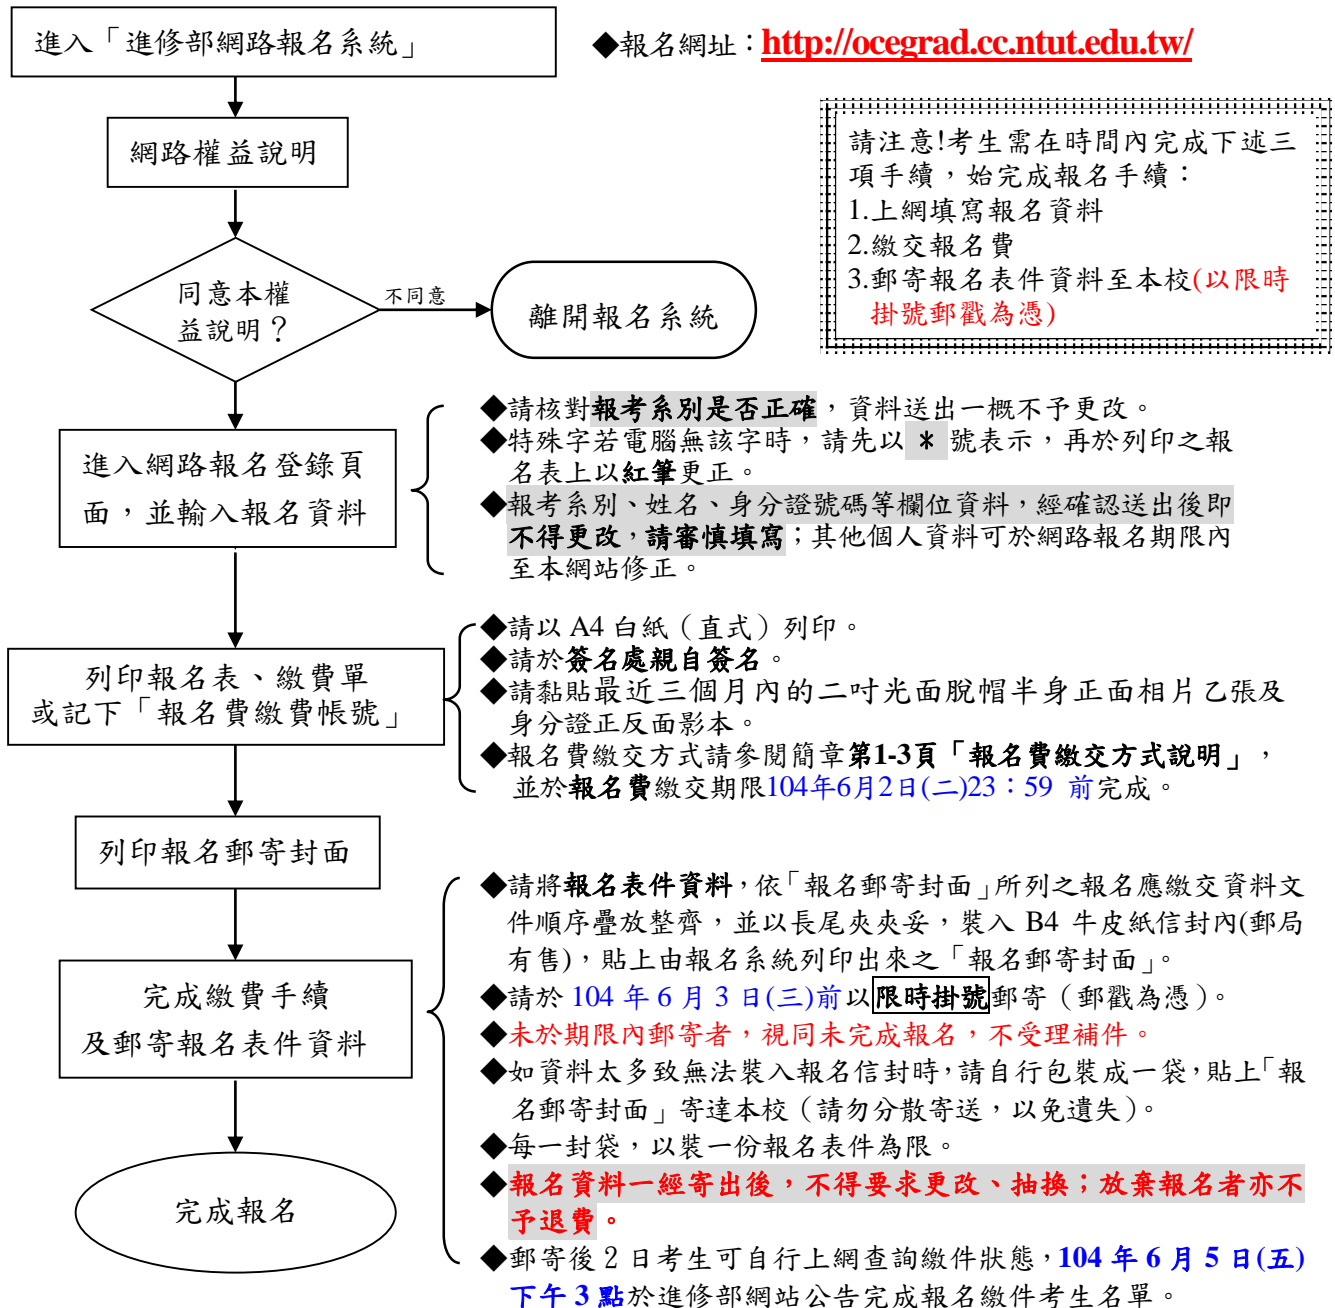 進入「進修部網路報名系統」
◆報名網址：http://ocegrad.cc.ntut.edu.tw/
網路權益說明
請注意!考生需在時間內完成下述三
項手續，始完成報名手續：
1.上網填寫報名資料
2.繳交報名費
3.郵寄報名表件資料至本校(以限時
掛號郵戳為憑)
同意本權
益說明？
不同意
離開報名系統
進入網路報名登錄頁
面，並輸入報名資料
◆請核對報考系別是否正確，資料送出一概不予更改。
◆特殊字若電腦無該字時，請先以 * 號表示，再於列印之報
名表上以紅筆更正。
◆報考系別、姓名、身分證號碼等欄位資料，經確認送出後即
不得更改，請審慎填寫；其他個人資料可於網路報名期限內
至本網站修正。
列印報名表、繳費單
或記下「報名費繳費帳號」
◆請以 A4 白紙（直式）列印。
◆請於簽名處親自簽名。
◆請黏貼最近三個月內的二吋光面脫帽半身正面相片乙張及
身分證正反面影本。
◆報名費繳交方式請參閱簡章第1-3頁「報名費繳交方式說明」，
並於報名費繳交期限104年6月2日(二)23：59 前完成。
列印報名郵寄封面
完成繳費手續
及郵寄報名表件資料
◆請將報名表件資料，依「報名郵寄封面」所列之報名應繳交資料文
件順序疊放整齊，並以長尾夾夾妥，裝入 B4 牛皮紙信封內(郵局
有售)，貼上由報名系統列印出來之「報名郵寄封面」。
◆請於 104 年 6 月 3 日(三)前以限時掛號郵寄（郵戳為憑）。
◆未於期限內郵寄者，視同未完成報名，不受理補件。
◆如資料太多致無法裝入報名信封時，請自行包裝成一袋，貼上「報
名郵寄封面」寄達本校（請勿分散寄送，以免遺失）。
◆每一封袋，以裝一份報名表件為限。
◆報名資料一經寄出後，不得要求更改、抽換；放棄報名者亦不
予退費。
◆郵寄後 2 日考生可自行上網查詢繳件狀態，104 年 6 月 5 日(五)
下午 3 點於進修部網站公告完成報名繳件考生名單。
完成報名